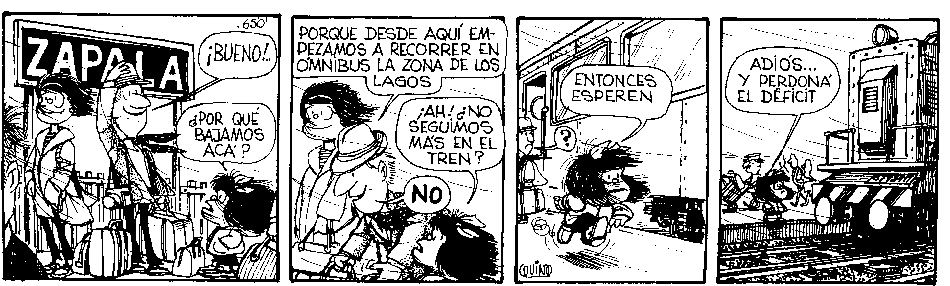 650
ZAPALA
¡BUENO!..
¿POR QUÉ
BAJAMOS
ACÁ?
PORQUE DESDE AQUÍ EM-
PEZAMOS A RECORRER EN
ÓMNIBUS LA ZONA DE LOS
LAGOS
¡AH! ¿NO
SEGUIMOS
MÁS EN EL
TREN?
NO
ENTONCES
ESPEREN
?
QUINO
ADIÓS...
Y PERDONÁ
EL DÉFICIT